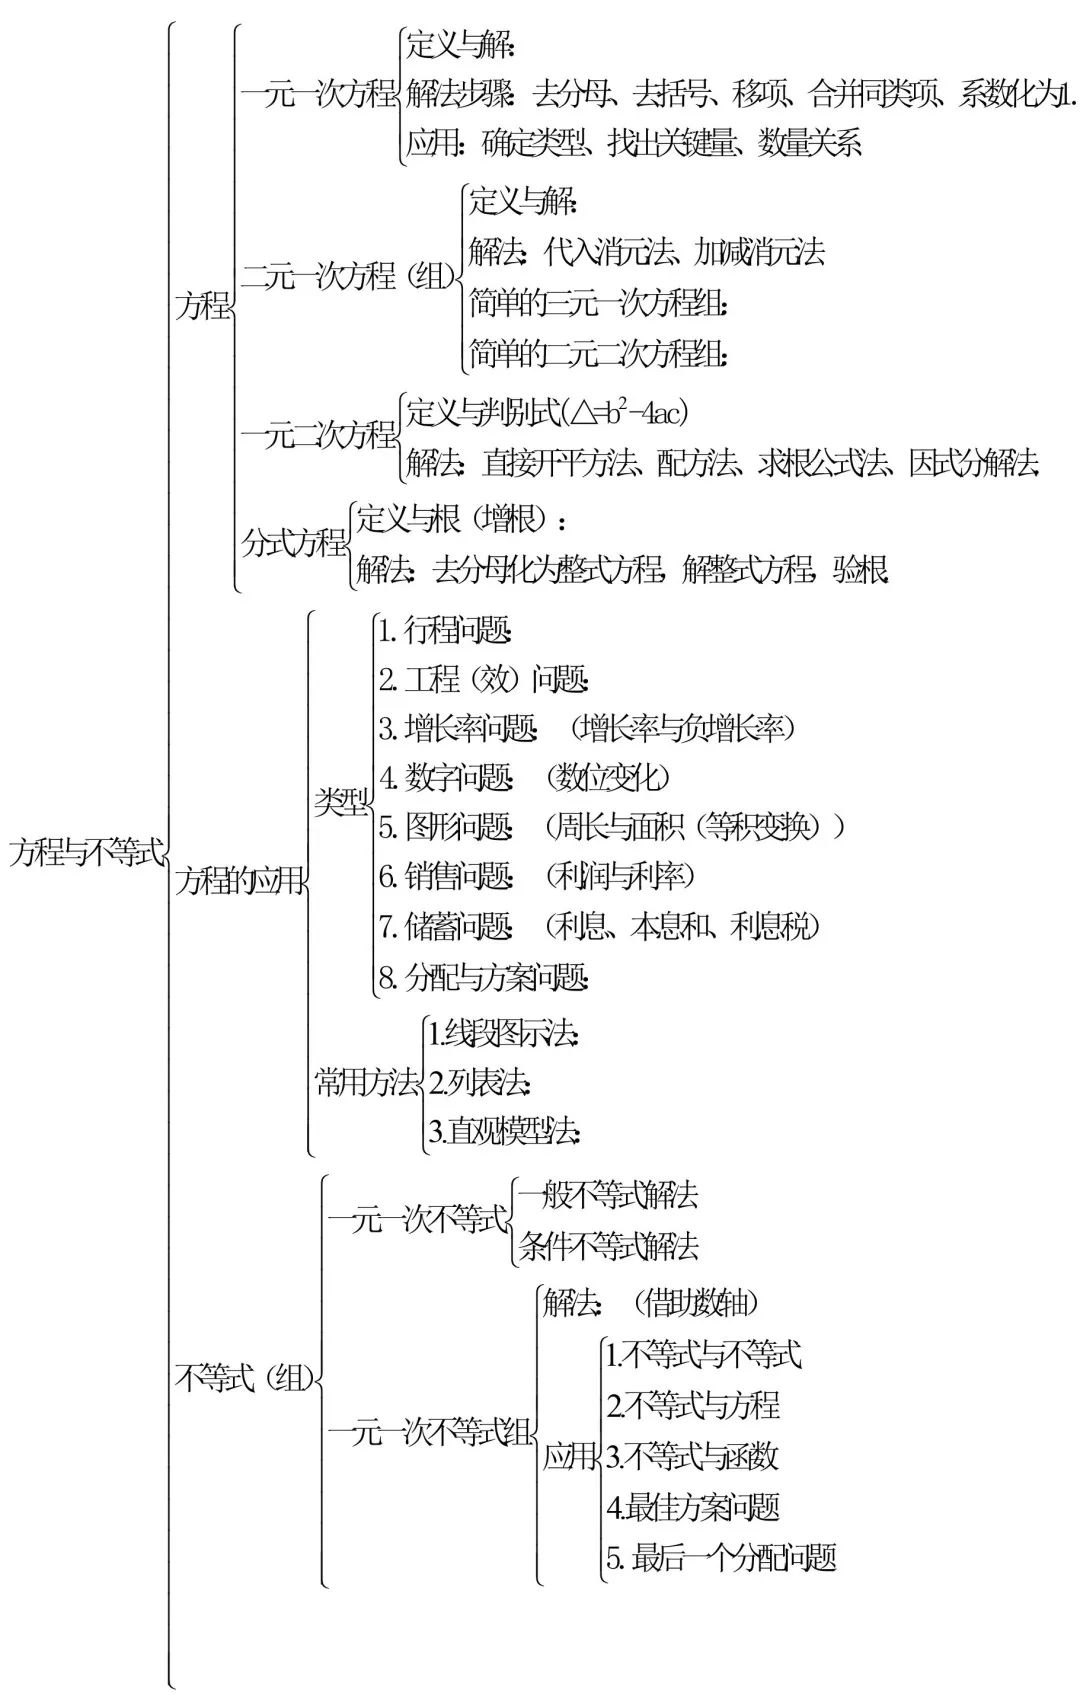 方程与不等式
方程
一元一次方程
定义与解：
解法步骤：去分母、去括号、移项、合并同类项、系数化为1.
应用：确定类型、找出关键量、数量关系
二元一次方程（组）
定义与解：
解法：代入消元法、加减消元法
简单的三元一次方程组：
简单的二元二次方程组：
一元二次方程
定义与判别式(△=b²-4ac)
解法：直接开平方法、配方法、求根公式法、因式分解法.
分式方程
定义与根（增根）：
解法：去分母化为整式方程，解整式方程，验根.
方程的应用
类型
1. 行程问题：
2. 工程（效）问题：
3. 增长率问题：（增长率与负增长率）
4. 数字问题：（数位变化）
5. 图形问题：（周长与面积（等积变换））
6. 销售问题：（利润与利率）
7. 储蓄问题：（利息、本息和、利息税）
8. 分配与方案问题：
常用方法
1.线段图示法：
2.列表法：
3.直观模型法：
不等式（组）
一元一次不等式
一般不等式解法
条件不等式解法
一元一次不等式组
解法：（借助数轴）
应用
1.不等式与不等式
2.不等式与方程
3.不等式与函数
4.最佳方案问题
5. 最后一个分配问题